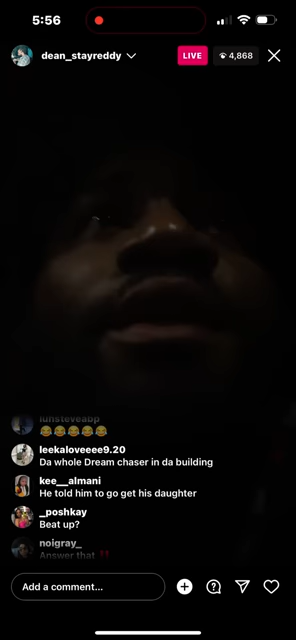 5:56
dean_stayreddy
LIVE
4,868
lunsteveabp
😂😂😂😂😂
leekaloveeee9.20
Da whole Dream chaser in da building
kee__almani
He told him to go get his daughter
_poshkay
Beat up?
noigray_
Answer that ‼️
Add a comment...